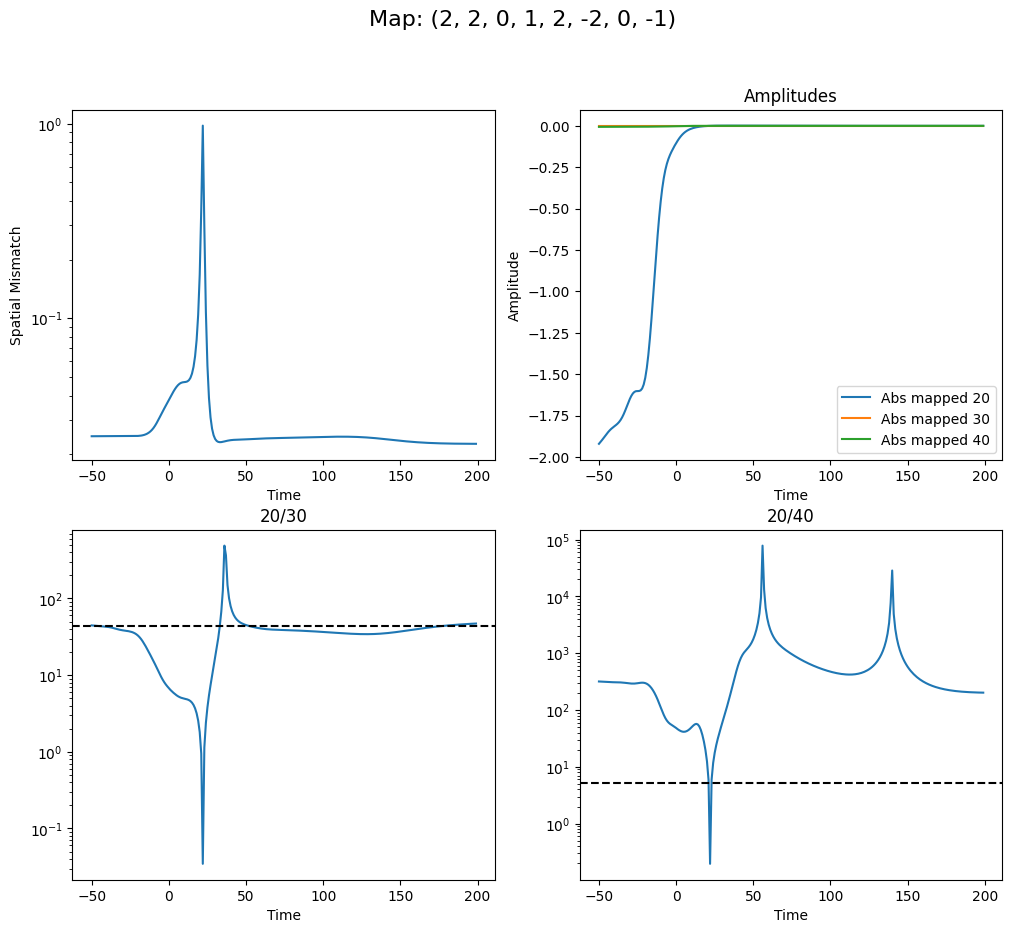 Map: (2, 2, 0, 1, 2, -2, 0, -1)
Spatial Mismatch
10⁰
10⁻¹
−50 0 50 100 150 200
Time
Amplitudes
Amplitude
0.00
−0.25
−0.50
−0.75
−1.00
−1.25
−1.50
−1.75
−2.00
Abs mapped 20
Abs mapped 30
Abs mapped 40
−50 0 50 100 150 200
Time
20/30
10²
10¹
10⁰
10⁻¹
−50 0 50 100 150 200
Time
20/40
10⁵
10⁴
10³
10²
10¹
10⁰
−50 0 50 100 150 200
Time